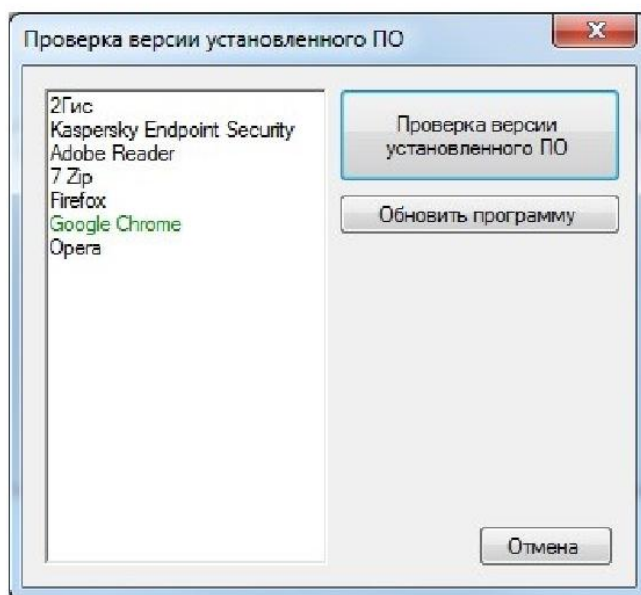 Проверка версии установленного ПО
2Гис
Kaspersky Endpoint Security
Adobe Reader
7 Zip
Firefox
Google Chrome
Opera
Проверка версии
установленного ПО
Обновить программу
Отмена